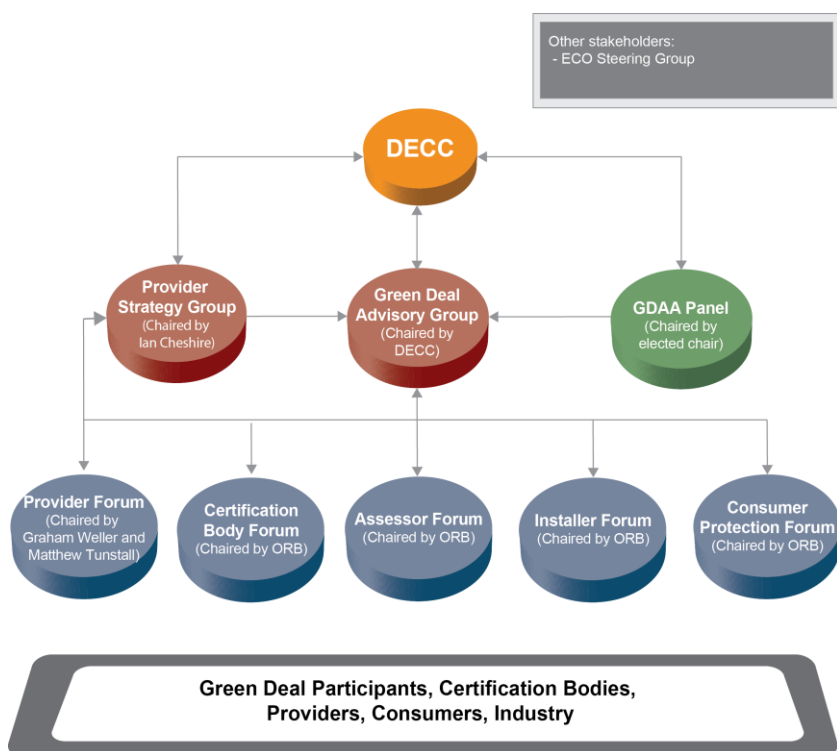 Other stakeholders:
- ECO Steering Group
DECC
Provider
Strategy Group
(Chaired by
Ian Cheshire)
Green Deal
Advisory Group
(Chaired by
DECC)
GDAA Panel
(Chaired by
elected chair)
Provider Forum
(Chaired by
Graham Weller and
Matthew Tunstall)
Certification
Body Forum
(Chaired by ORB)
Assessor Forum
(Chaired by ORB)
Installer Forum
(Chaired by ORB)
Consumer
Protection Forum
(Chaired by ORB)
Green Deal Participants, Certification Bodies,
Providers, Consumers, Industry